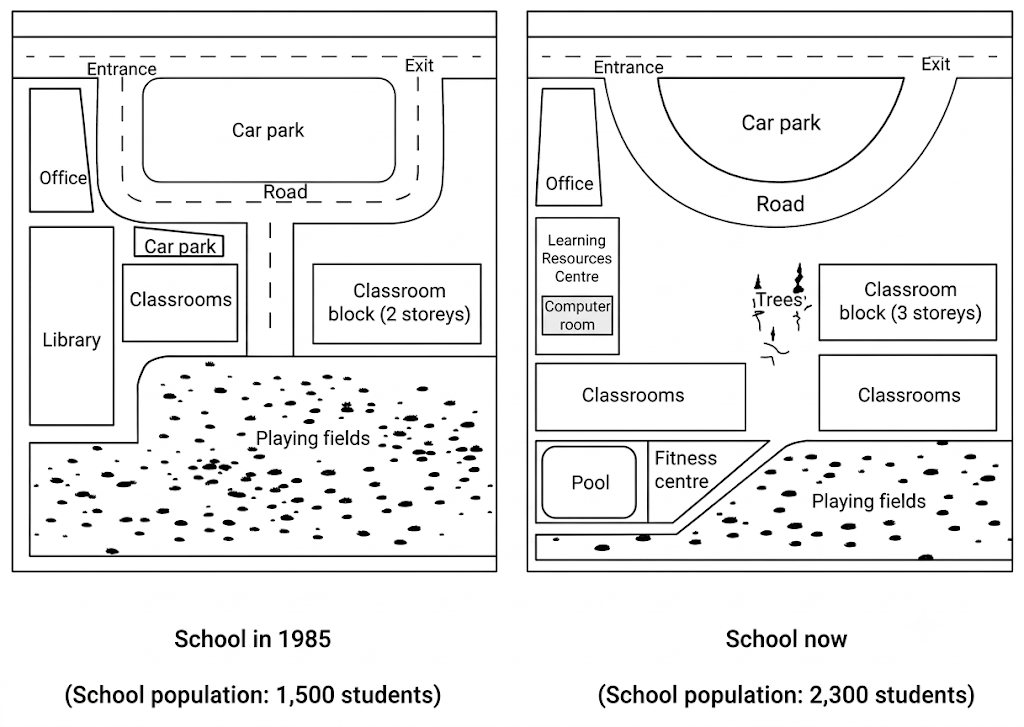 Entrance
Exit
Car park
Road
Office
Car park
Classrooms
Classroom
block (2 storeys)
Library
Playing fields
School in 1985
(School population: 1,500 students)
Entrance
Exit
Car park
Road
Office
Learning
Resources
Centre
Computer
room
Trees
Classroom
block (3 storeys)
Classrooms
Classrooms
Pool
Fitness
centre
Playing fields
School now
(School population: 2,300 students)